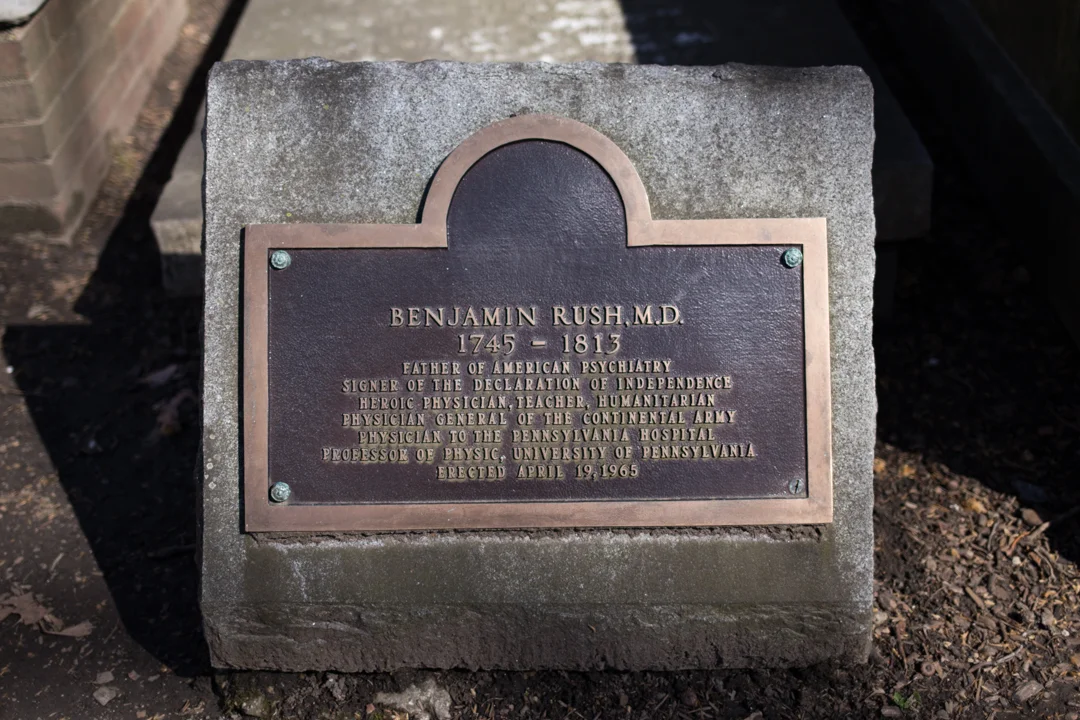 BENJAMIN RUSH, M.D.
1745 - 1813
FATHER OF AMERICAN PSYCHIATRY
SIGNER OF THE DECLARATION OF INDEPENDENCE
HEROIC PHYSICIAN, TEACHER, HUMANITARIAN
PHYSICIAN GENERAL OF THE CONTINENTAL ARMY
PHYSICIAN TO THE PENNSYLVANIA HOSPITAL
PROFESSOR OF PHYSIC, UNIVERSITY OF PENNSYLVANIA
ERECTED APRIL 19, 1965